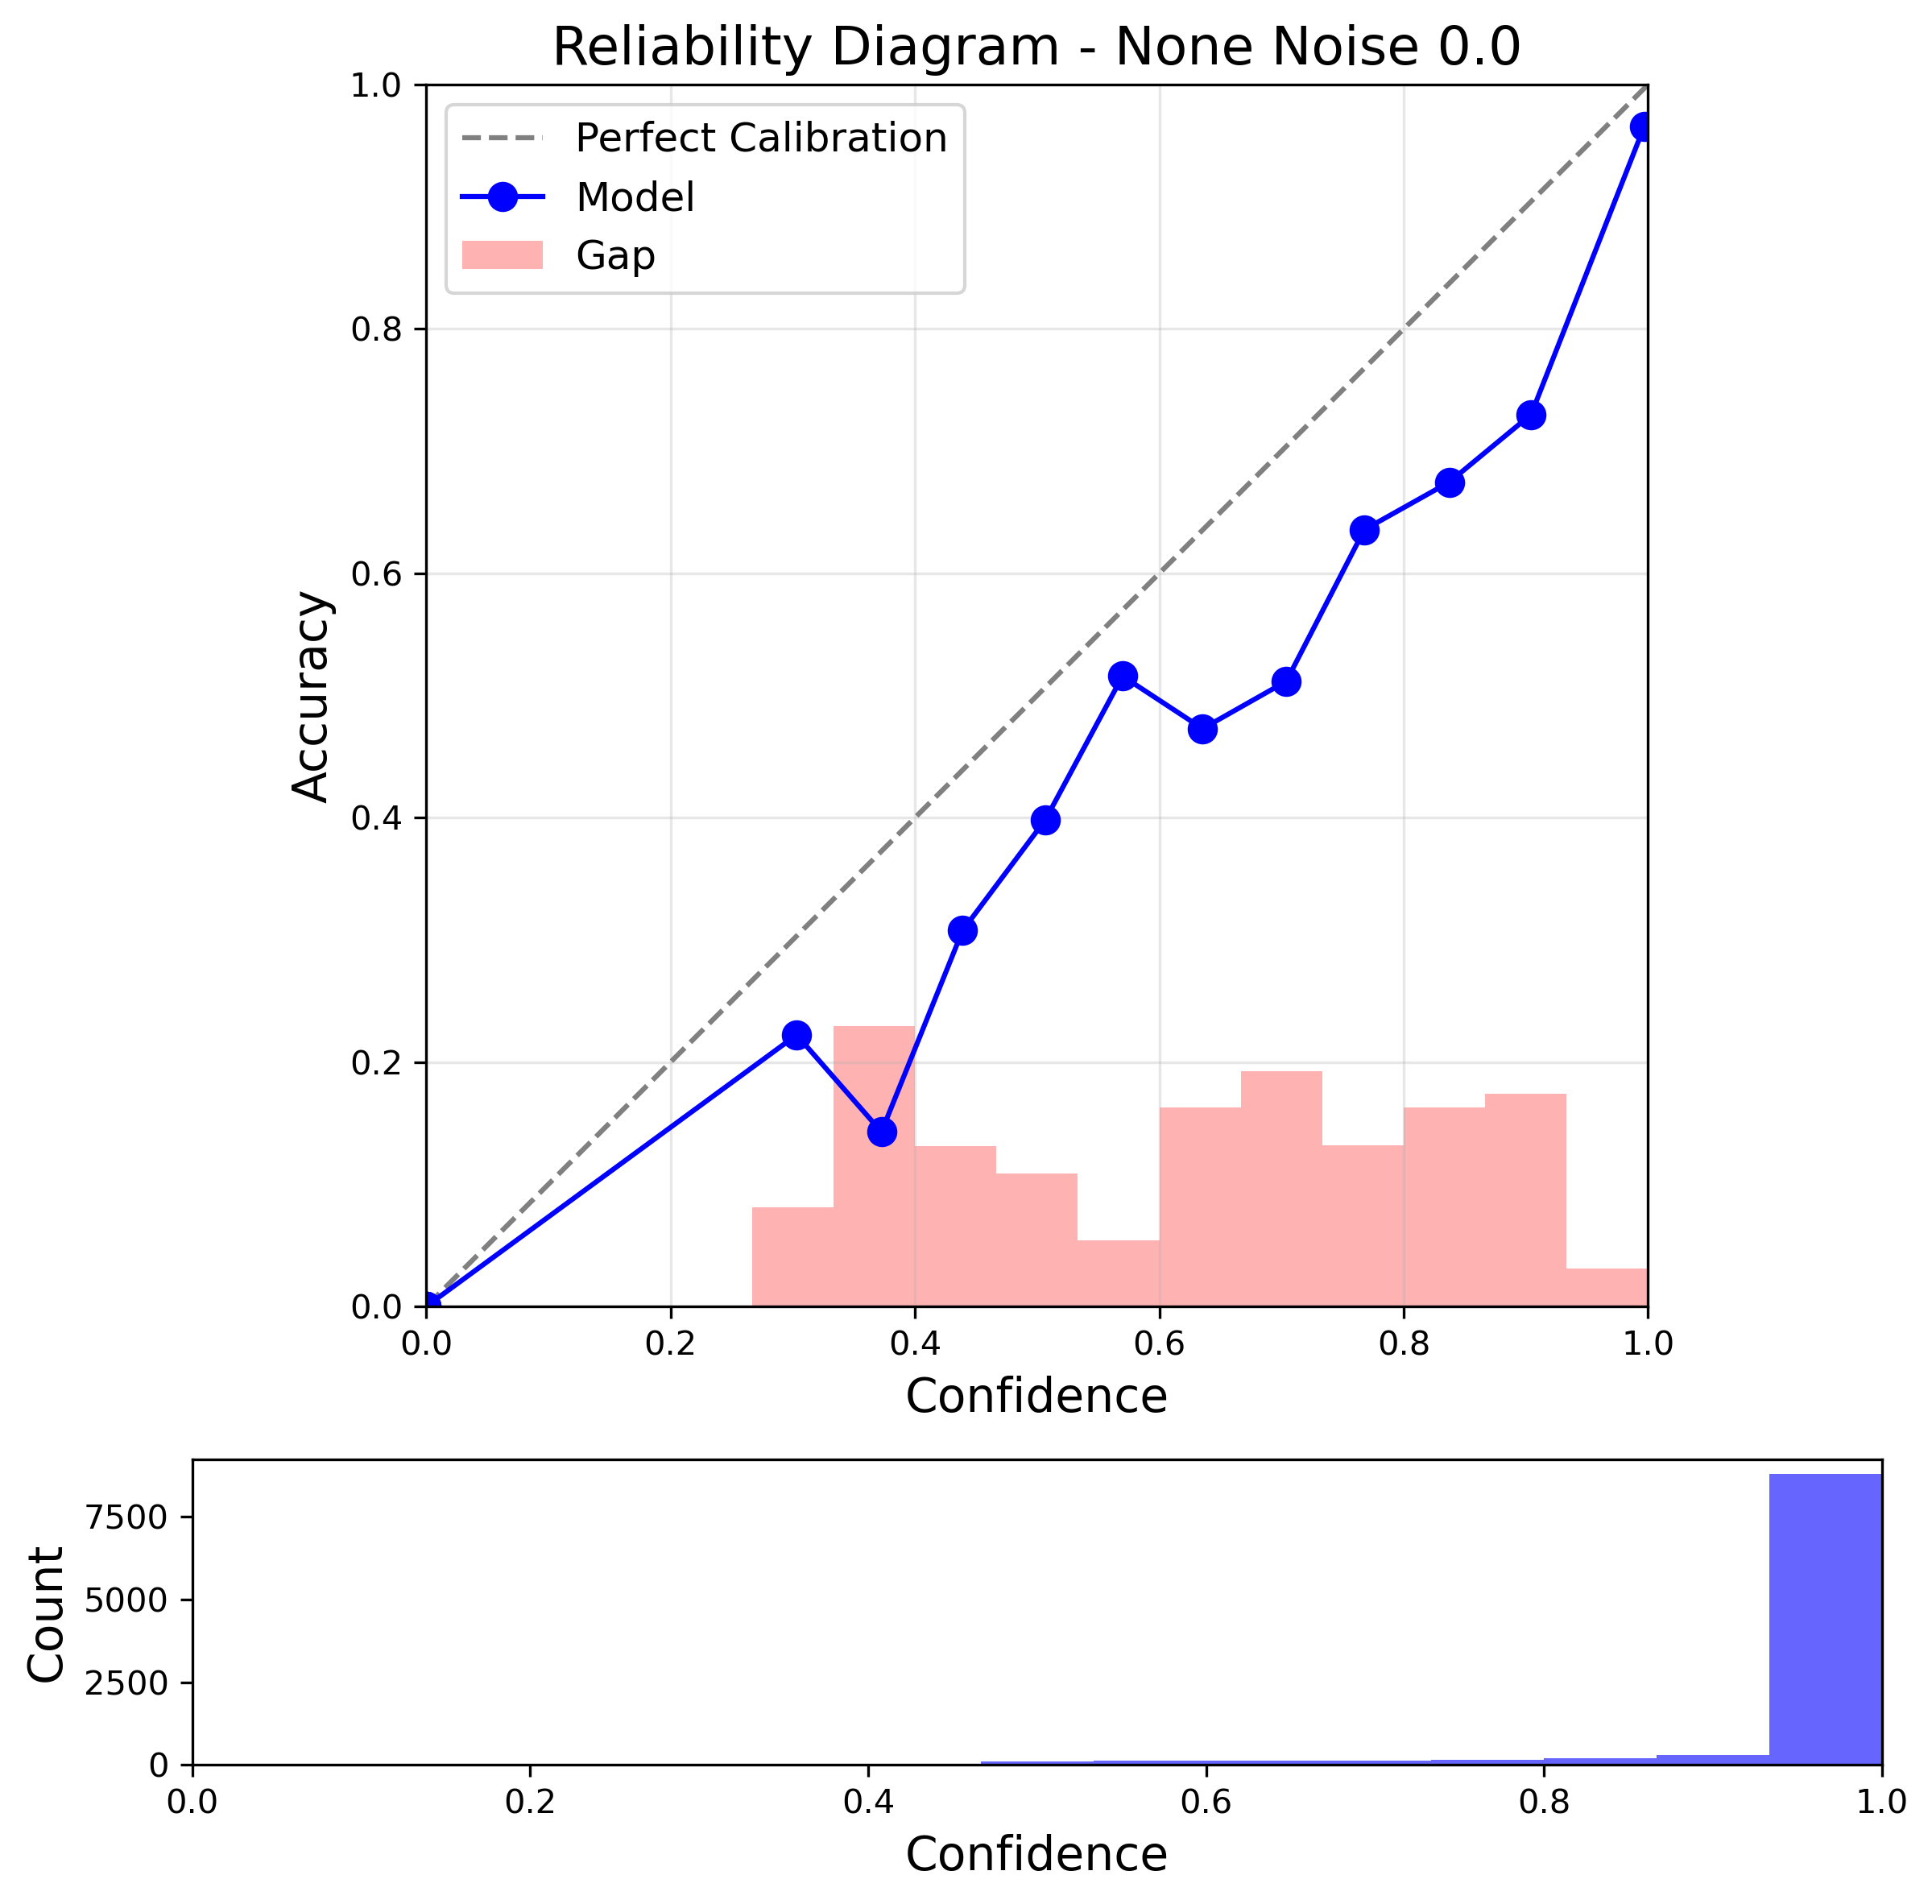 Reliability Diagram - None Noise 0.0
1.0
0.8
0.6
0.4
0.2
0.0
Accuracy
Perfect Calibration
Model
Gap
0.0 0.2 0.4 0.6 0.8 1.0
Confidence
7500
5000
2500
0
Count
0.0 0.2 0.4 0.6 0.8 1.0
Confidence